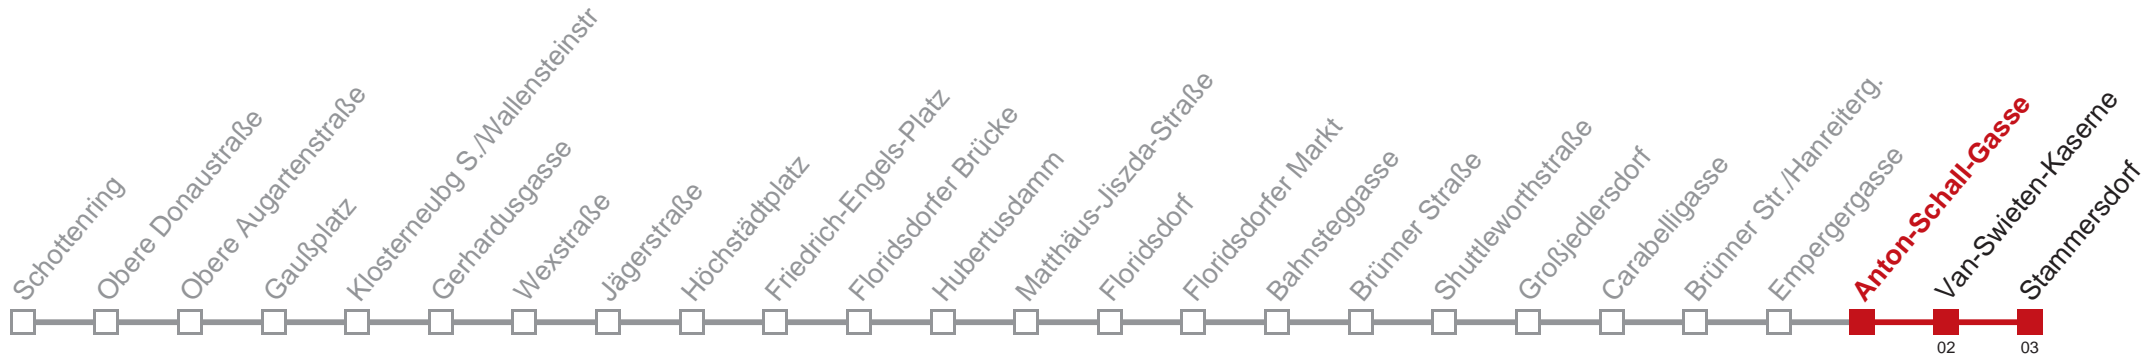 Schottenring
Obere Donaustraße
Obere Augartenstraße
Gaußplatz
Klosterneubg S./Wallensteinstr
Gerhardusgasse
Wexstraße
Jägerstraße
Höchstädtplatz
Friedrich-Engels-Platz
Floridsdorfer Brücke
Hubertusdamm
Matthäus-Jiszda-Straße
Floridsdorf
Floridsdorfer Markt
Bahnsteggasse
Brünner Straße
Shuttleworthstraße
Großjedlersdorf
Carabelligasse
Brünner Str./Hanreiterg.
Empergergasse
Anton-Schall-Gasse
Van-Swieten-Kaserne
Stammersdorf
02
03